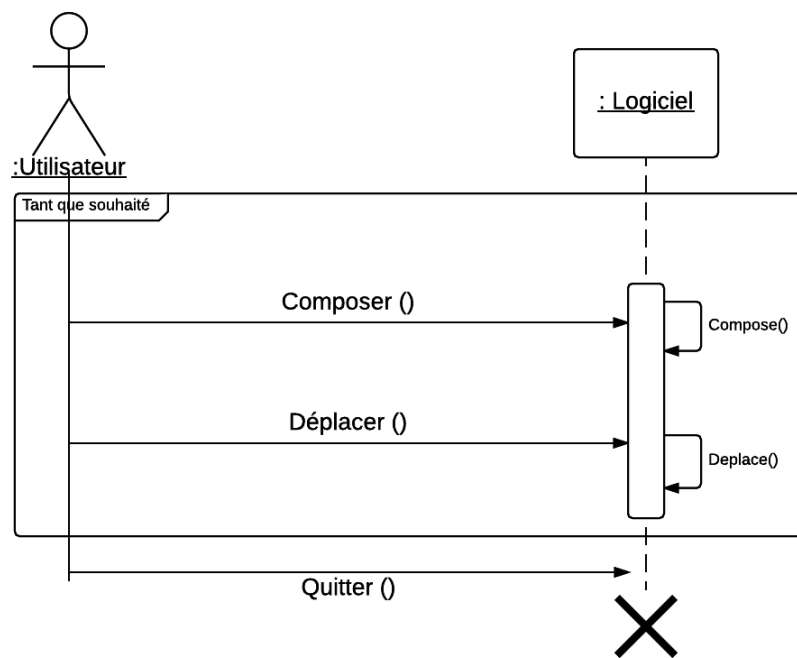 : Logiciel
:Utilisateur
Tant que souhaité
Composer ()
Compose()
Déplacer ()
Deplace()
Quitter ()